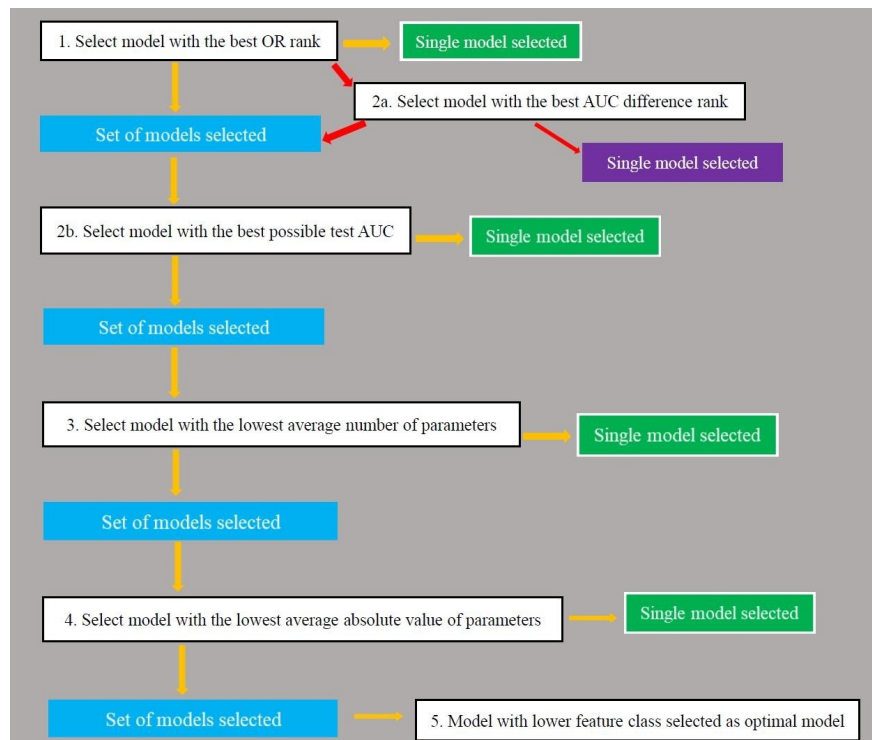 1. Select model with the best OR rank
Single model selected
2a. Select model with the best AUC difference rank
Set of models selected
Single model selected
2b. Select model with the best possible test AUC
Single model selected
Set of models selected
3. Select model with the lowest average number of parameters
Single model selected
Set of models selected
4. Select model with the lowest average absolute value of parameters
Single model selected
Set of models selected
5. Model with lower feature class selected as optimal model